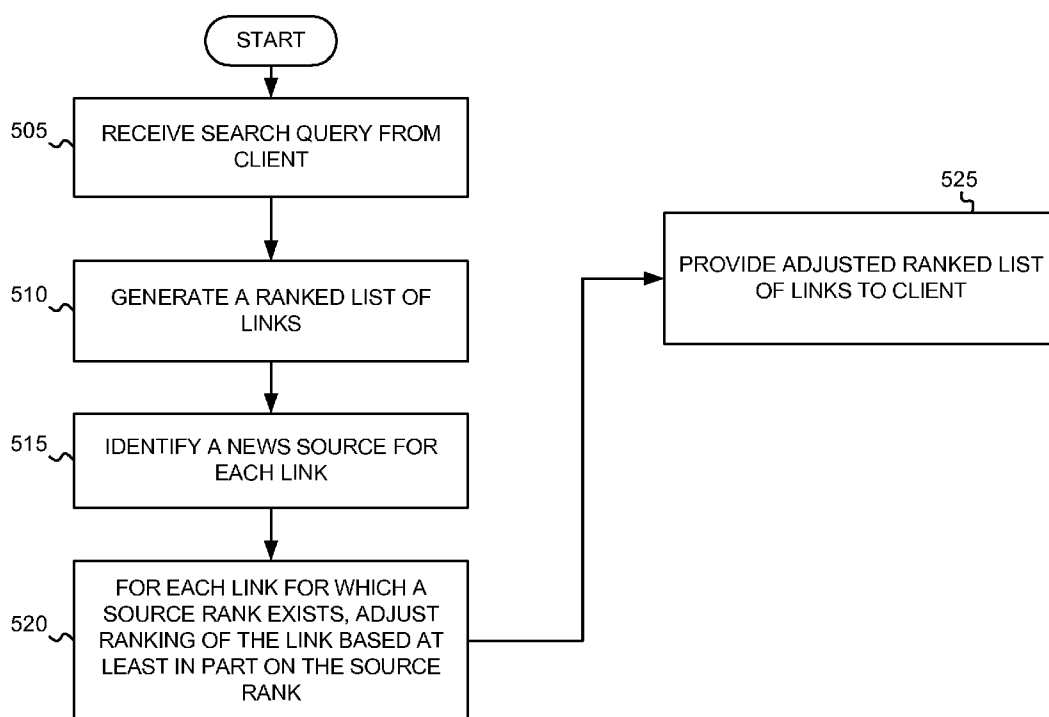 START
505
RECEIVE SEARCH QUERY FROM
CLIENT
510
GENERATE A RANKED LIST OF
LINKS
515
IDENTIFY A NEWS SOURCE FOR
EACH LINK
520
FOR EACH LINK FOR WHICH A
SOURCE RANK EXISTS, ADJUST
RANKING OF THE LINK BASED AT
LEAST IN PART ON THE SOURCE
RANK
525
PROVIDE ADJUSTED RANKED LIST
OF LINKS TO CLIENT